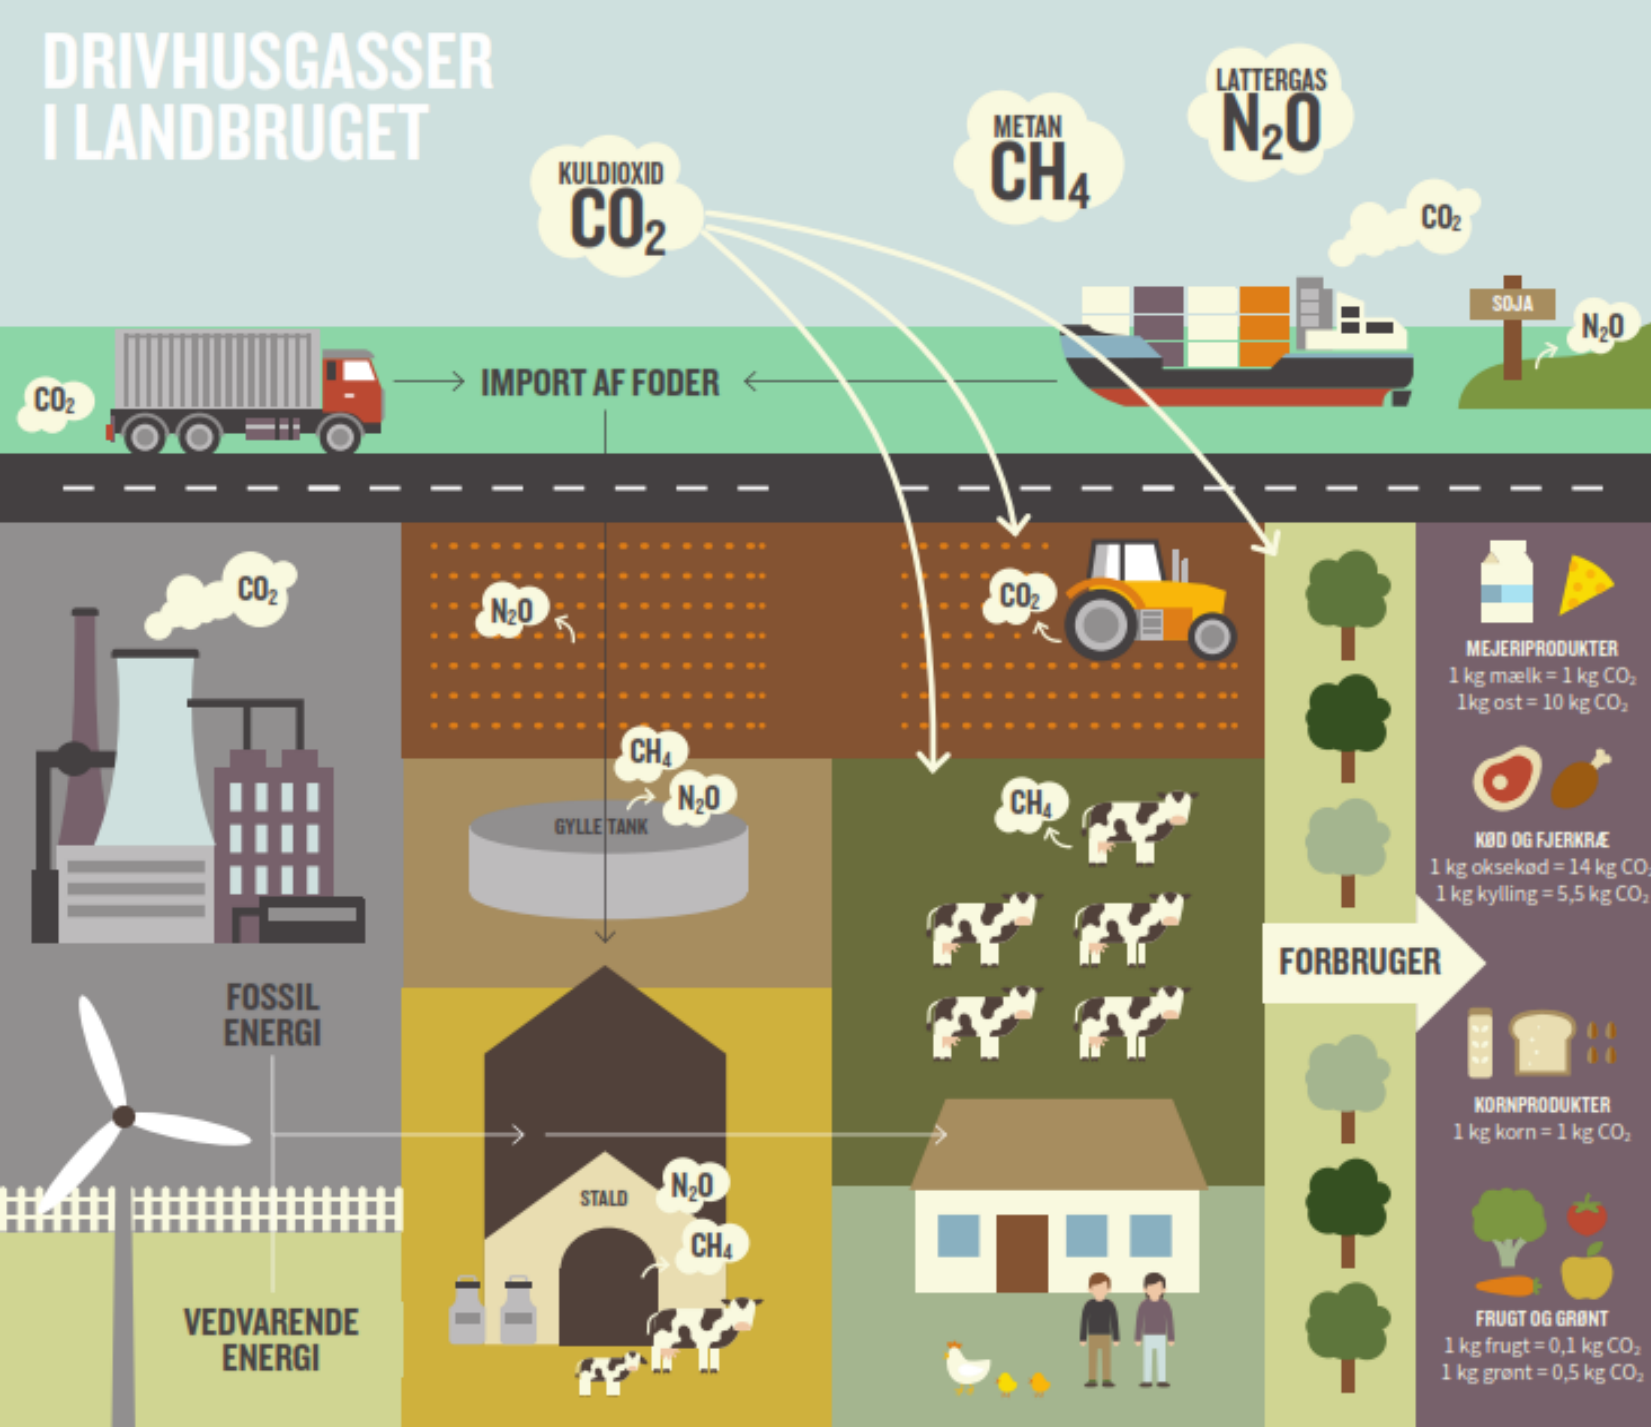 DRIVHUSGASSER
I LANDBRUGET
KULDIOXID
CO₂
METAN
CH₄
LATTERGAS
N₂O
CO₂
SOJA
N₂O
CO₂
IMPORT AF FODER
CO₂
N₂O
CO₂
CH₄
N₂O
GYLLETANK
CH₄
FOSSIL
ENERGI
VEDVARENDE
ENERGI
STALD
N₂O
CH₄
FORBRUGER
MEJERIPRODUKTER
1 kg mælk = 1 kg CO₂
1kg ost = 10 kg CO₂
KØD OG FJERKRÆ
1 kg oksekød = 14 kg CO₂
1 kg kylling = 5,5 kg CO₂
KORNPRODUKTER
1 kg korn = 1 kg CO₂
FRUGT OG GRØNT
1 kg frugt = 0,1 kg CO₂
1 kg grønt = 0,5 kg CO₂